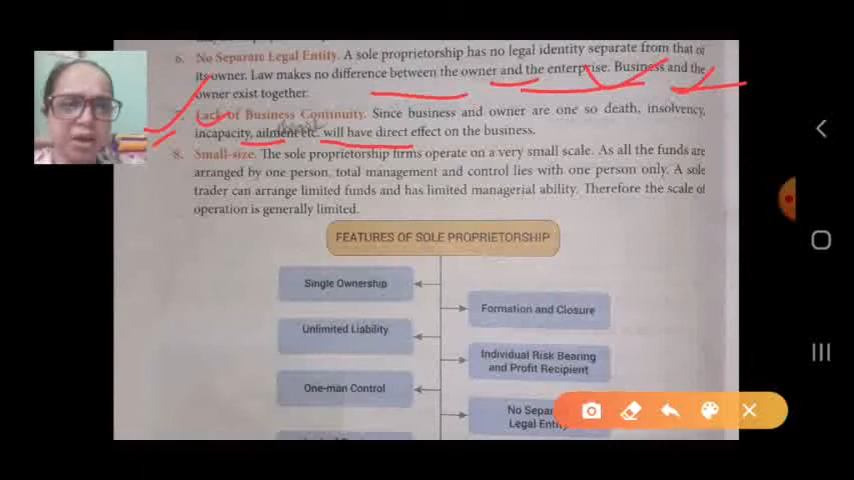 6. No Separate Legal Entity. A sole proprietorship has no legal identity separate from that of
its owner. Law makes no difference between the owner and the enterprise. Business and the
owner exist together.
Lack of Business Continuity. Since business and owner are one so death, insolvency,
incapacity, ailment etc. will have direct effect on the business.
8. Small-size. The sole proprietorship firms operate on a very small scale. As all the funds are
arranged by one person, total management and control lies with one person only. A sole
trader can arrange limited funds and has limited managerial ability. Therefore the scale of
operation is generally limited.
FEATURES OF SOLE PROPRIETORSHIP
Single Ownership
Formation and Closure
Unlimited Liability
Individual Risk Bearing
and Profit Recipient
One-man Control
No Separ
Legal Entity